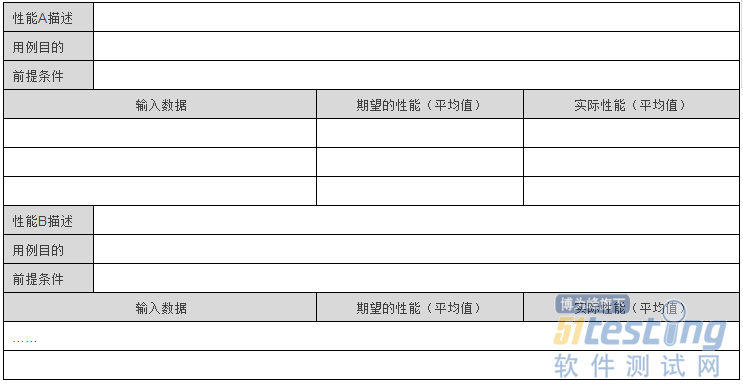 性能A描述
用例目的
前提条件
输入数据 期望的性能（平均值） 实际性能（平均值）
性能B描述
用例目的
前提条件
输入数据 期望的性能（平均值） 实际性能（平均值）
……
博为峰旗下
51testing
软件测试网